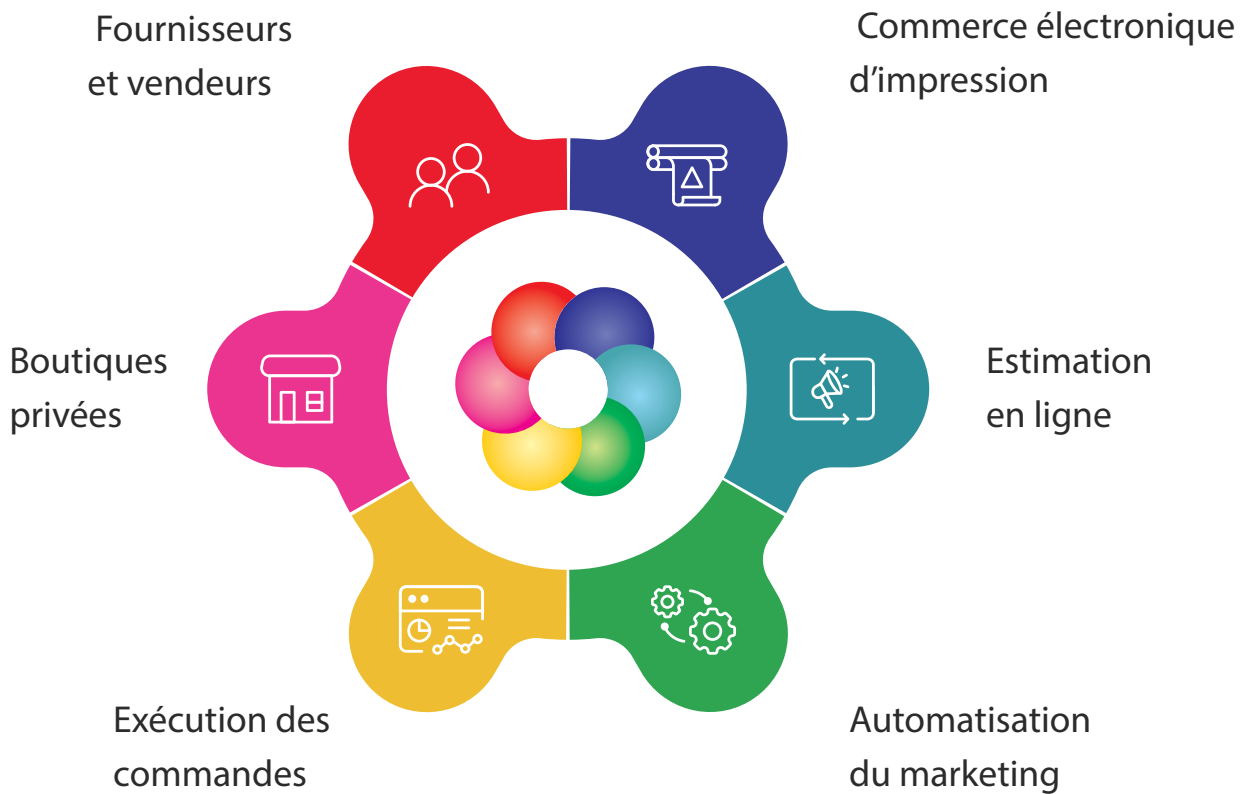 Fournisseurs
et vendeurs
Commerce électronique
d’impression
Boutiques
privées
Estimation
en ligne
Exécution des
commandes
Automatisation
du marketing